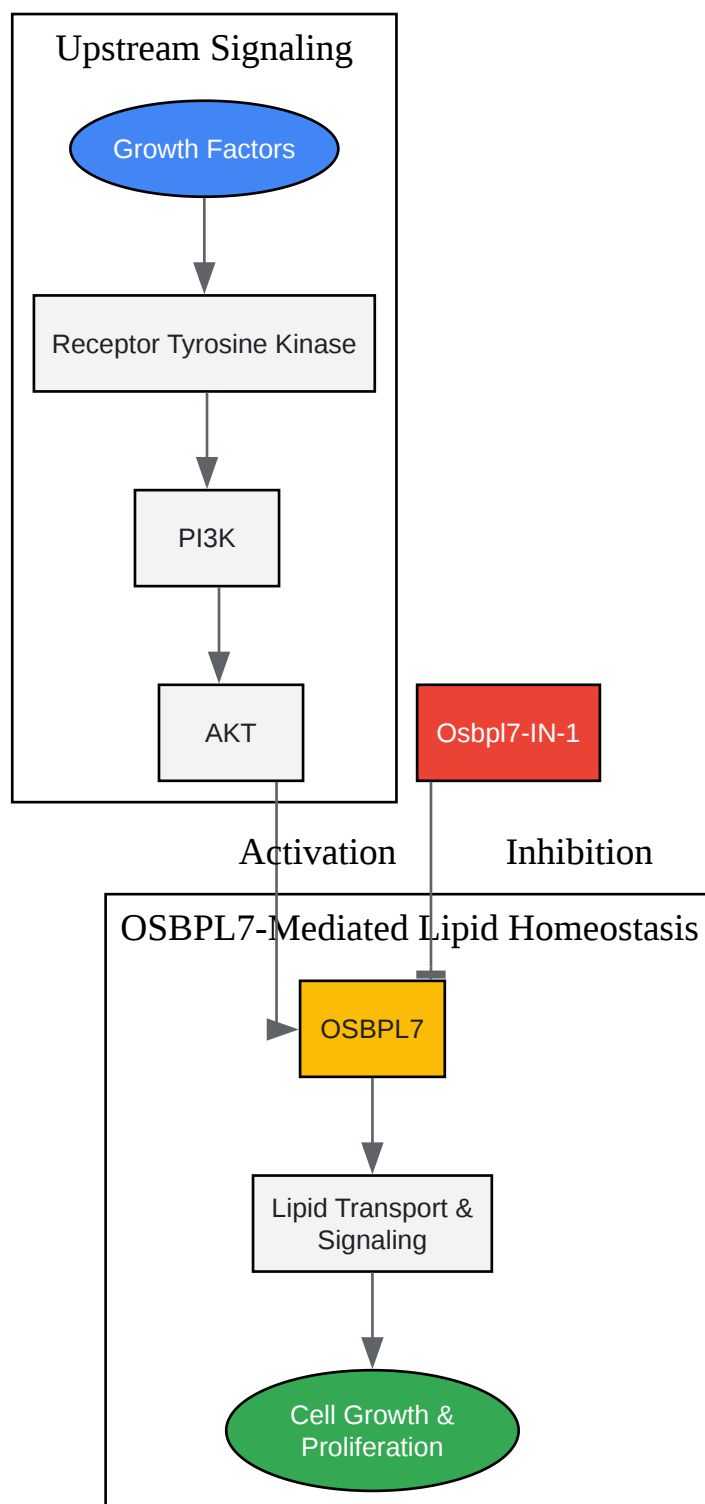 Upstream Signaling
Growth Factors
Receptor Tyrosine Kinase
PI3K
AKT
Osbpl7-IN-1
Activation
Inhibition
OSBPL7-Mediated Lipid Homeostasis
OSBPL7
Lipid Transport &
Signaling
Cell Growth &
Proliferation